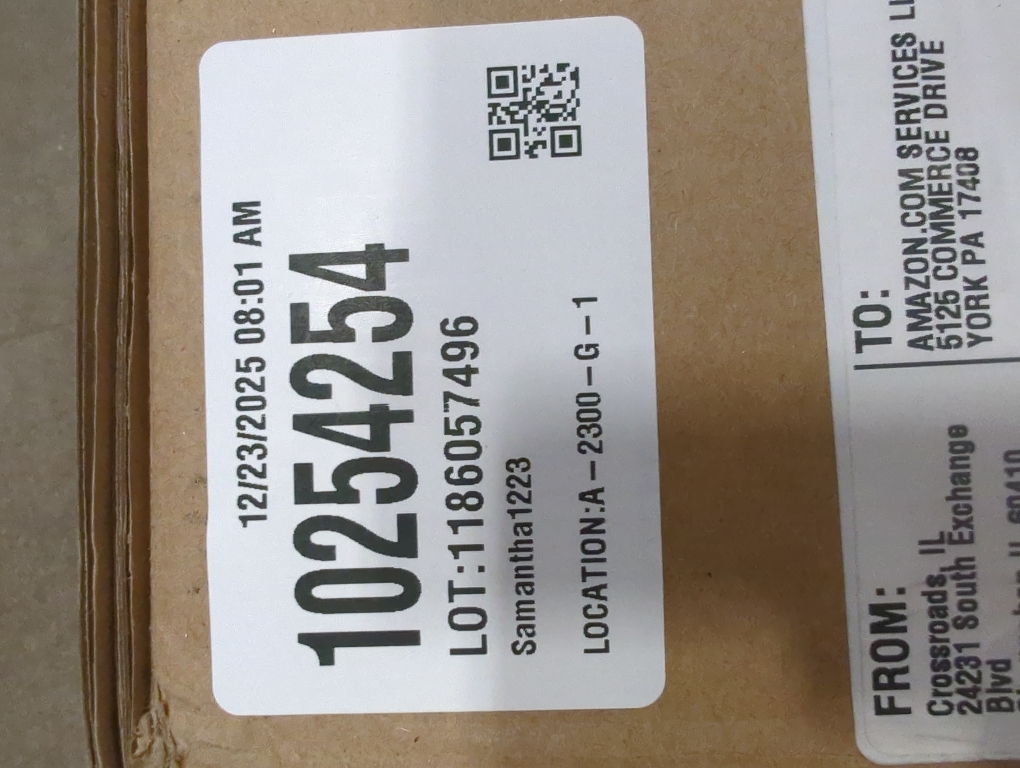 12/23/2025 08:01 AM
10254254
LOT:1186057496
Samantha1223
LOCATION:A-2300-G-1
FROM:
Crossroads, IL
24231 South Exchange
Blvd
TO:
AMAZON.COM SERVICES
5125 COMMERCE DRIVE
YORK PA 17408